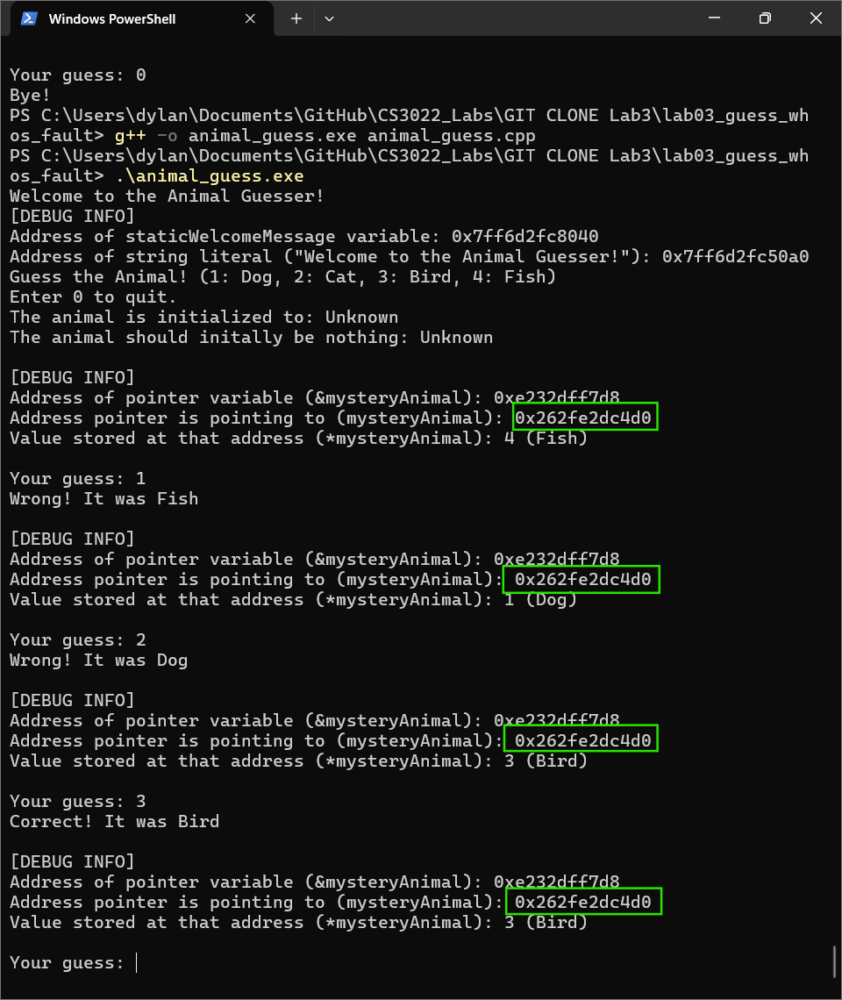 Windows PowerShell
Your guess: 0
Bye!
PS C:\Users\dylan\Documents\GitHub\CS3022_Labs\GIT CLONE Lab3\lab03_guess_wh
os_fault> g++ -o animal_guess.exe animal_guess.cpp
PS C:\Users\dylan\Documents\GitHub\CS3022_Labs\GIT CLONE Lab3\lab03_guess_wh
os_fault> .\animal_guess.exe
Welcome to the Animal Guesser!
[DEBUG INFO]
Address of staticWelcomeMessage variable: 0x7ff6d2fc8040
Address of string literal ("Welcome to the Animal Guesser!"): 0x7ff6d2fc50a0
Guess the Animal! (1: Dog, 2: Cat, 3: Bird, 4: Fish)
Enter 0 to quit.
The animal is initialized to: Unknown
The animal should initally be nothing: Unknown
[DEBUG INFO]
Address of pointer variable (&mysteryAnimal): 0xe232dff7d8
Address pointer is pointing to (mysteryAnimal): 0x262fe2dc4d0
Value stored at that address (*mysteryAnimal): 4 (Fish)
Your guess: 1
Wrong! It was Fish
[DEBUG INFO]
Address of pointer variable (&mysteryAnimal): 0xe232dff7d8
Address pointer is pointing to (mysteryAnimal): 0x262fe2dc4d0
Value stored at that address (*mysteryAnimal): 1 (Dog)
Your guess: 2
Wrong! It was Dog
[DEBUG INFO]
Address of pointer variable (&mysteryAnimal): 0xe232dff7d8
Address pointer is pointing to (mysteryAnimal): 0x262fe2dc4d0
Value stored at that address (*mysteryAnimal): 3 (Bird)
Your guess: 3
Correct! It was Bird
[DEBUG INFO]
Address of pointer variable (&mysteryAnimal): 0xe232dff7d8
Address pointer is pointing to (mysteryAnimal): 0x262fe2dc4d0
Value stored at that address (*mysteryAnimal): 3 (Bird)
Your guess: